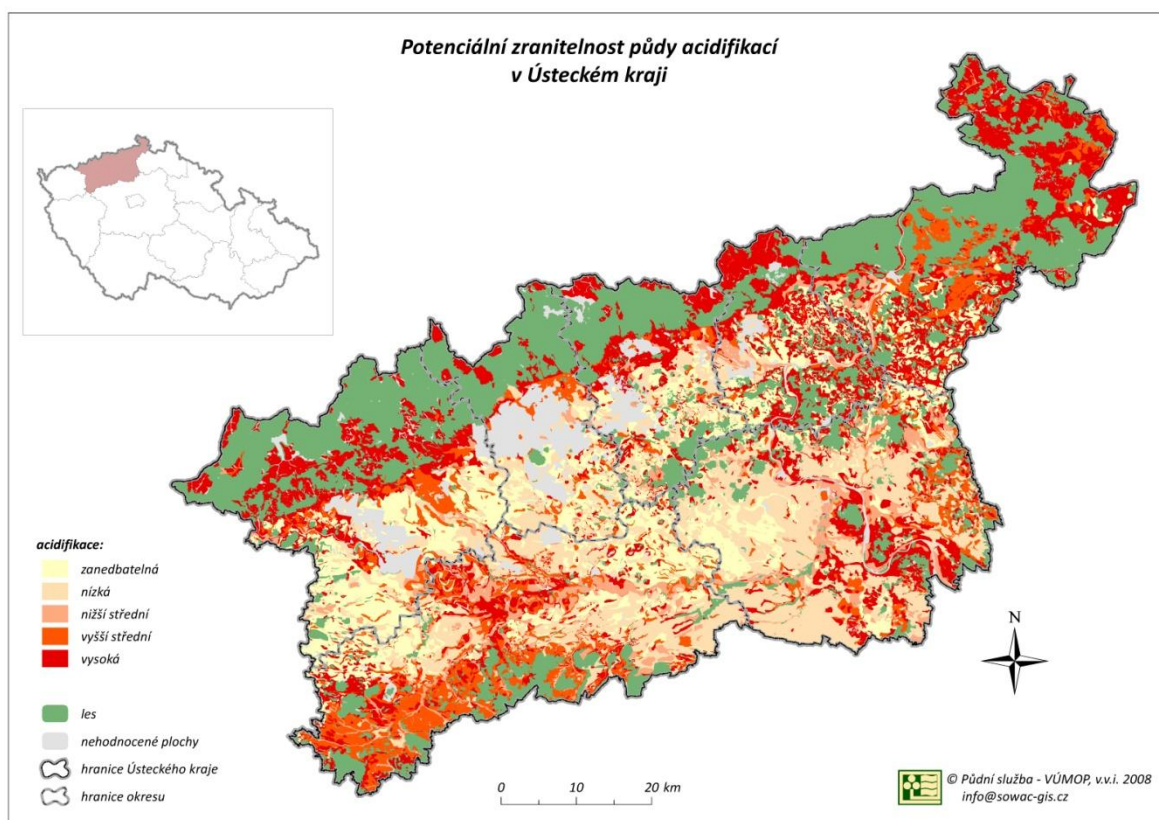 Potenciální zranitelnost půdy acidifikací
v Ústeckém kraji
acidifikace:
zanedbatelná
nízká
nižší střední
vyšší střední
vysoká
les
nehodnocené plochy
hranice Ústeckého kraje
hranice okresu
0 10 20 km
N
© Půdní služba - VÚMOP, v.v.i. 2008
info@sowac-gis.cz